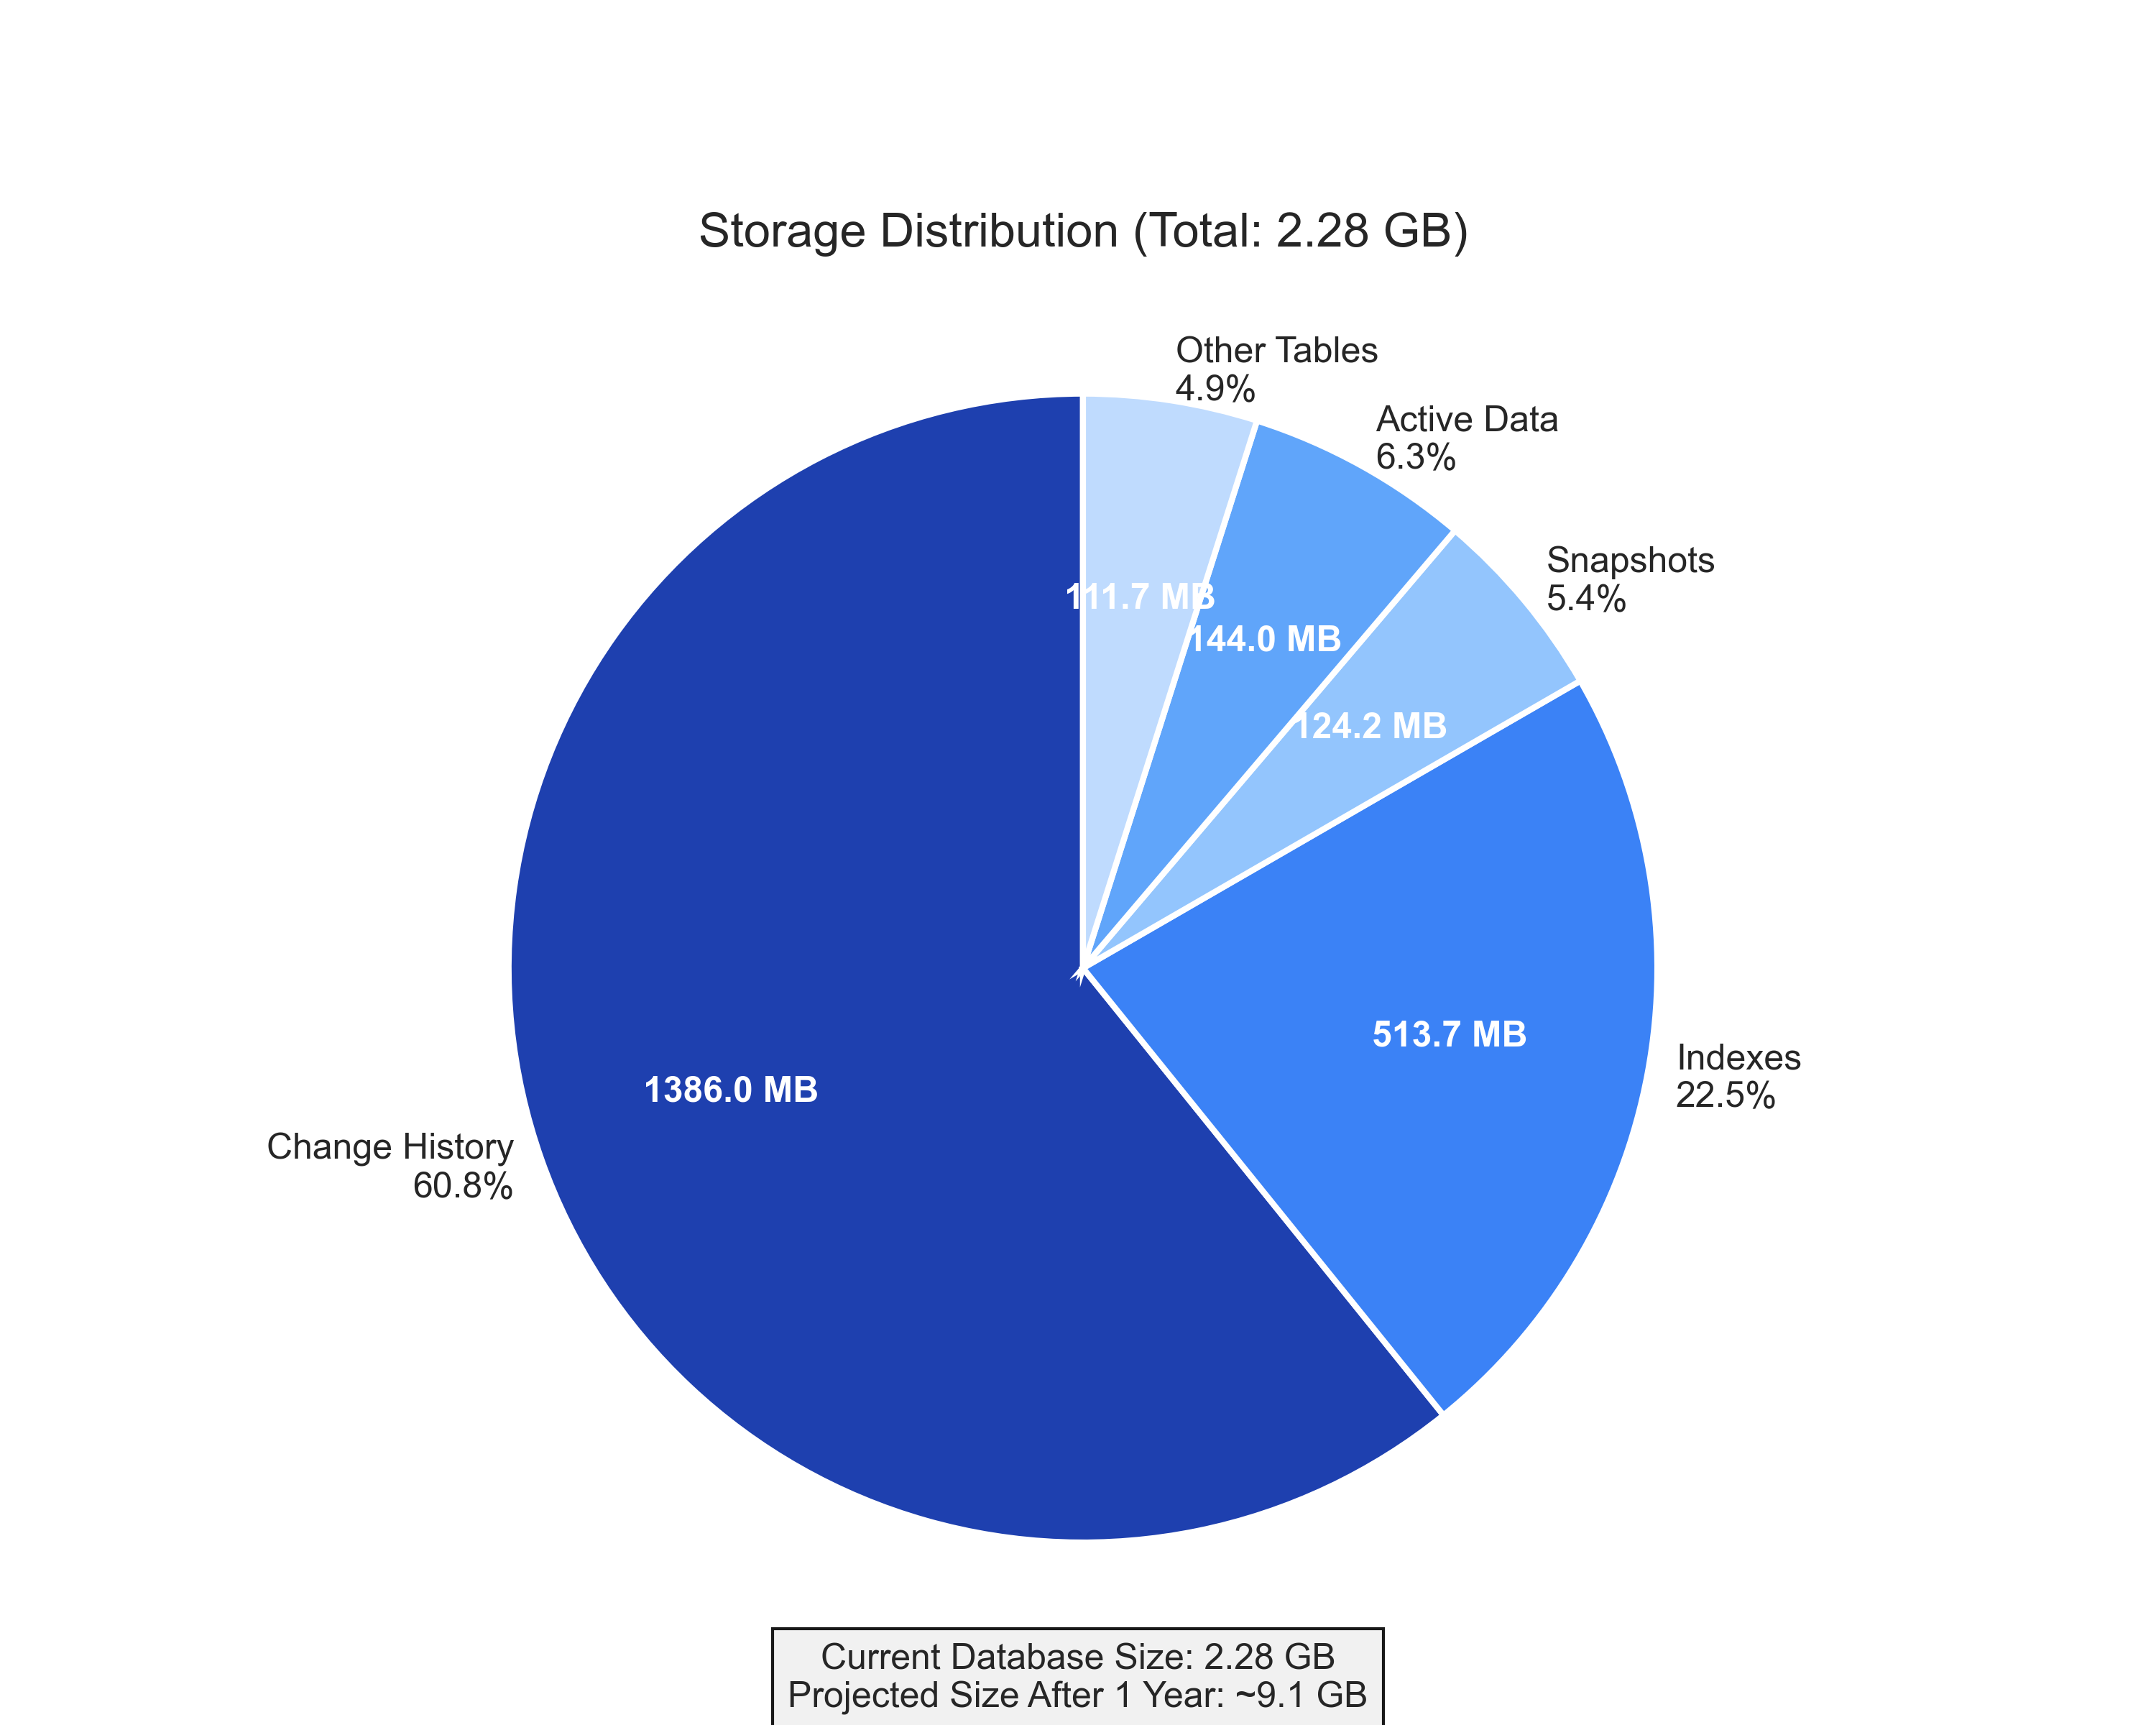 Storage Distribution (Total: 2.28 GB)
Other Tables
4.9%
Active Data
6.3%
Snapshots
5.4%
111.7 MB
144.0 MB
124.2 MB
513.7 MB
Indexes
22.5%
1386.0 MB
Change History
60.8%
Current Database Size: 2.28 GB
Projected Size After 1 Year: ~9.1 GB